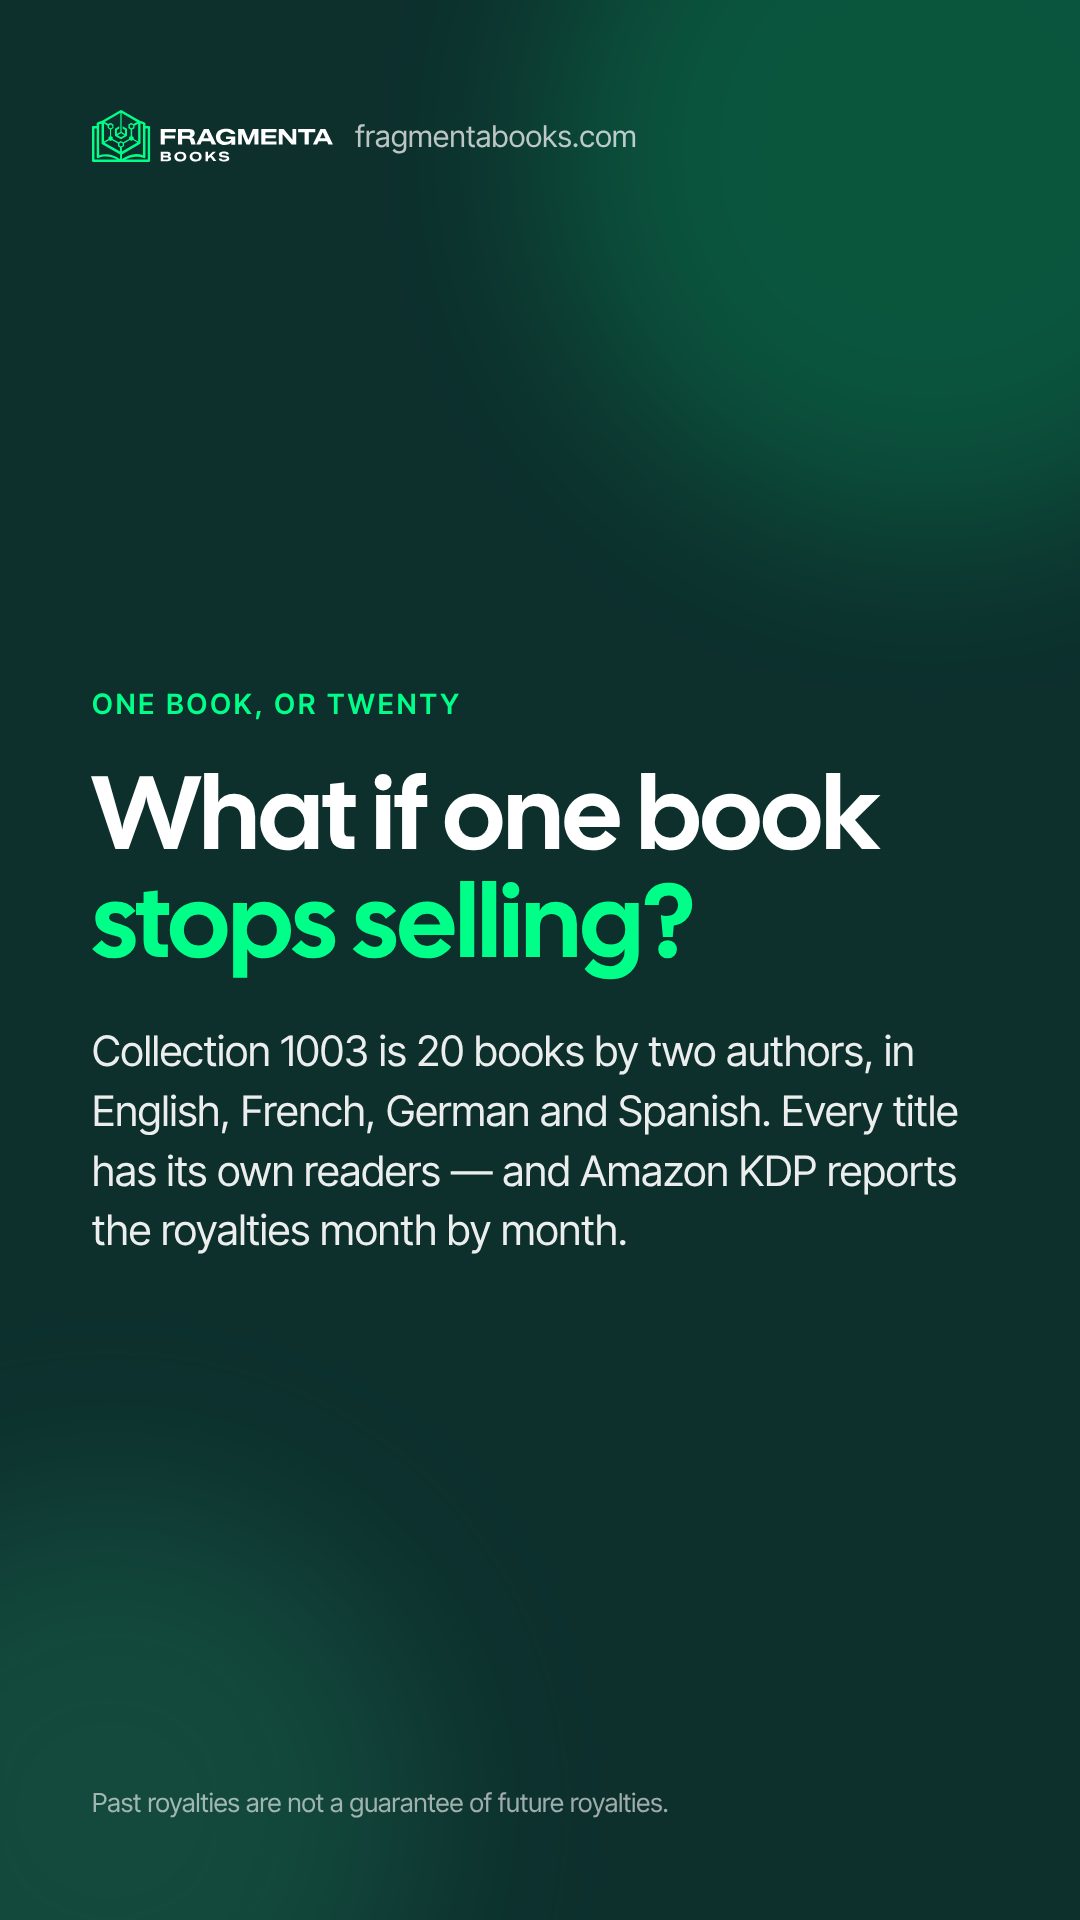 FRAGMENTA
BOOKS
fragmentabooks.com
ONE BOOK, OR TWENTY
What if one book
stops selling?
Collection 1003 is 20 books by two authors, in
English, French, German and Spanish. Every title
has its own readers — and Amazon KDP reports
the royalties month by month.
Past royalties are not a guarantee of future royalties.